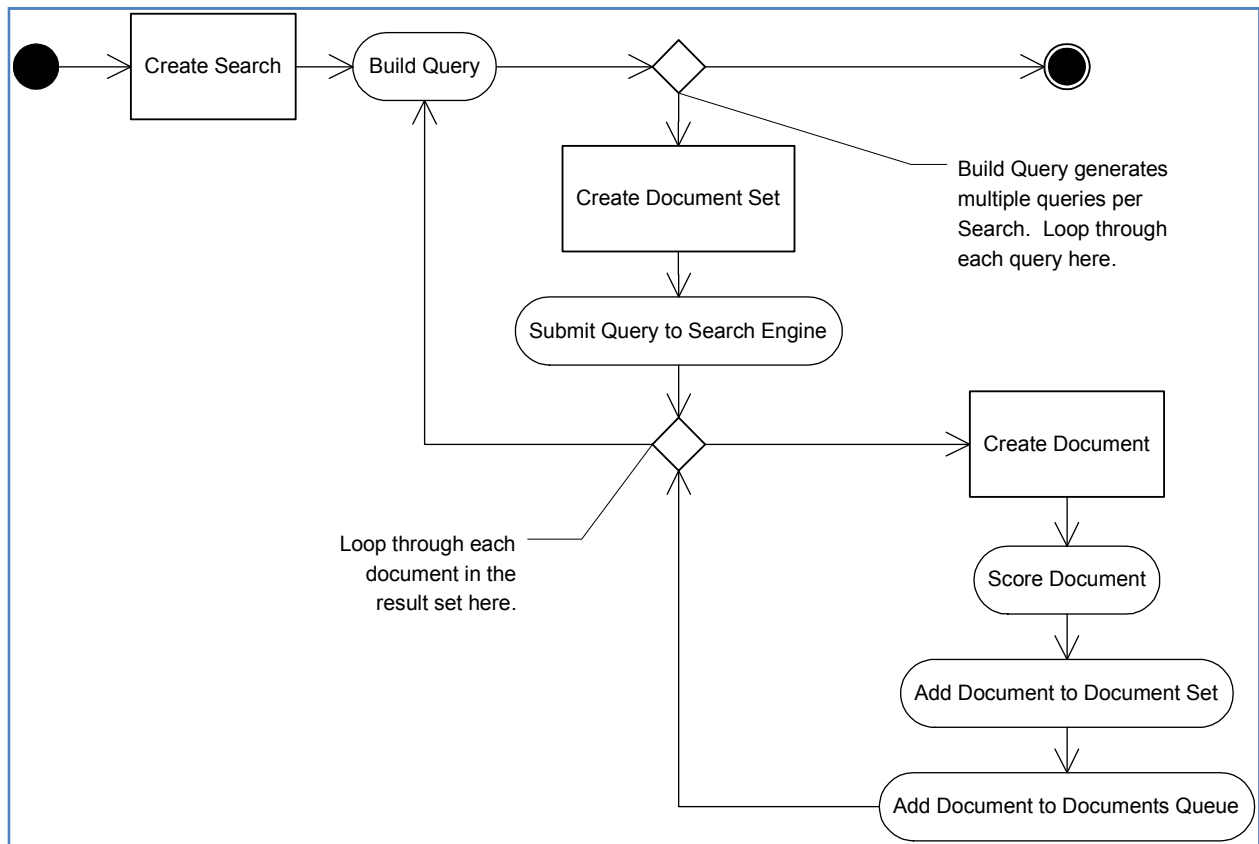 Create Search
Build Query
Build Query generates
multiple queries per
Search.  Loop through
each query here.
Create Document Set
Submit Query to Search Engine
Create Document
Loop through each
document in the
result set here.
Score Document
Add Document to Document Set
Add Document to Documents Queue